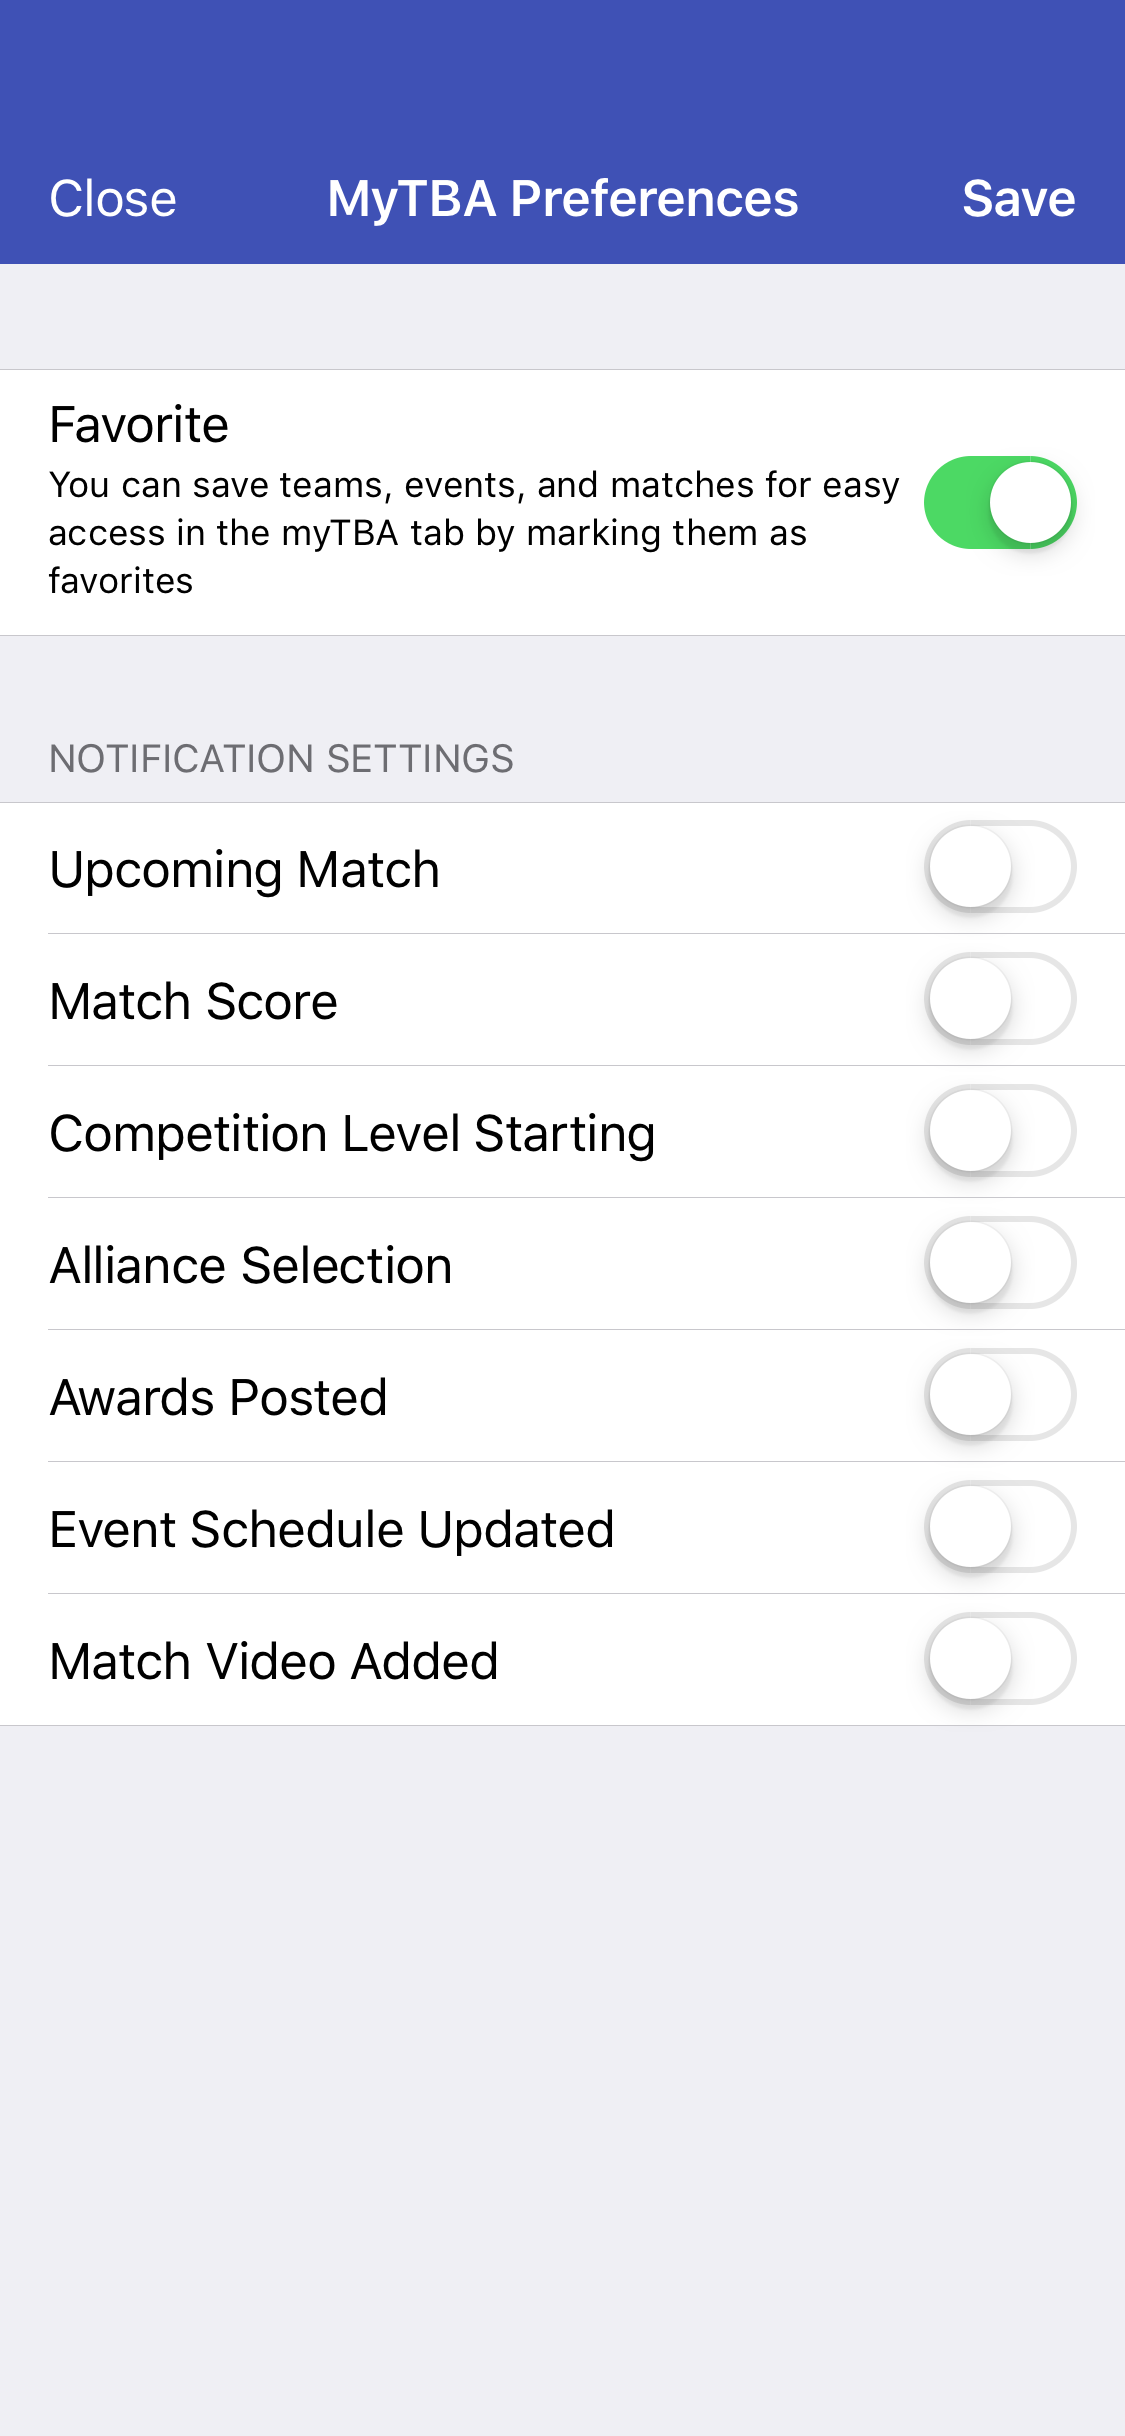 Close MyTBA Preferences Save
Favorite
You can save teams, events, and matches for easy
access in the myTBA tab by marking them as
favorites
NOTIFICATION SETTINGS
Upcoming Match
Match Score
Competition Level Starting
Alliance Selection
Awards Posted
Event Schedule Updated
Match Video Added